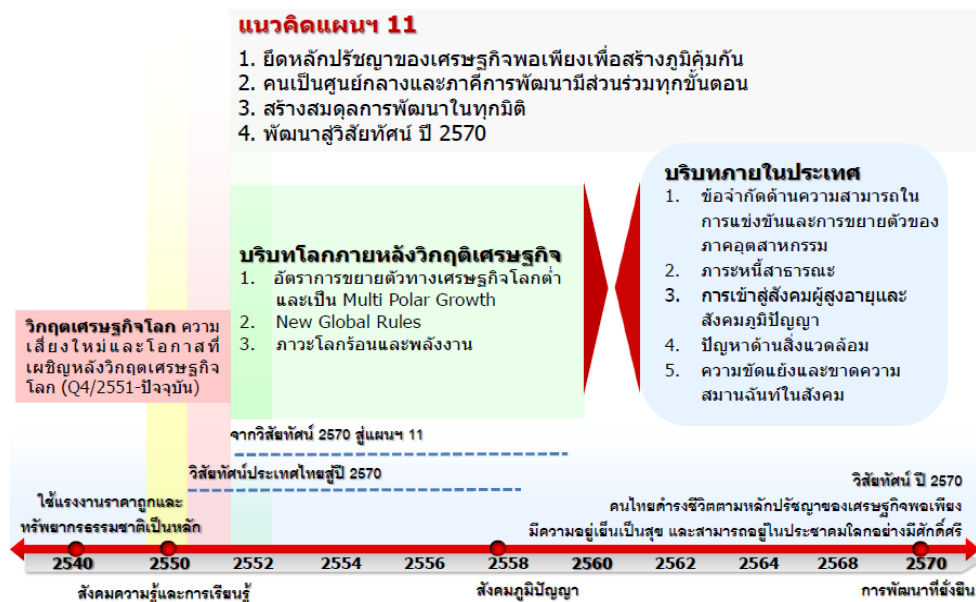 แนวคิดแผนฯ 11
1. ยึดหลักปรัชญาของเศรษฐกิจพอเพียงเพื่อสร้างภูมิคุ้มกัน
2. คนเป็นศูนย์กลางและภาคีการพัฒนามีส่วนร่วมทุกขั้นตอน
3. สร้างสมดุลการพัฒนาในทุกมิติ
4. พัฒนาสู่วิสัยทัศน์ ปี 2570
บริบทโลกภายหลังวิกฤติเศรษฐกิจ
1. อัตราการขยายตัวทางเศรษฐกิจโลกต่ำ
และเป็น Multi Polar Growth
2. New Global Rules
3. ภาวะโลกร้อนและพลังงาน
บริบทภายในประเทศ
1. ข้อจำกัดด้านความสามารถใน
การแข่งขันและการขยายตัวของ
ภาคอุตสาหกรรม
2. ภาระหนี้สาธารณะ
3. การเข้าสู่สังคมผู้สูงอายุและ
สังคมภูมิปัญญา
4. ปัญหาด้านสิ่งแวดล้อม
5. ความขัดแย้งและขาดความ
สมานฉันท์ในสังคม
วิกฤตเศรษฐกิจโลก ความ
เสี่ยงใหม่และโอกาสที่
เผชิญหลังวิกฤตเศรษฐกิจ
โลก (Q4/2551-ปัจจุบัน)
จากวิสัยทัศน์ 2570 สู่แผนฯ 11
วิสัยทัศน์ประเทศไทยสู่ปี 2570
ใช้แรงงานราคาถูกและ
ทรัพยากรธรรมชาติเป็นหลัก
วิสัยทัศน์ ปี 2570
คนไทยดำรงชีวิตตามหลักปรัชญาของเศรษฐกิจพอเพียง
มีความอยู่เย็นเป็นสุข และสามารถอยู่ในประชาคมโลกอย่างมีศักดิ์ศรี
2540 2550 2552 2554 2556 2558 2560 2562 2564 2568 2570
สังคมความรู้และการเรียนรู้ สังคมภูมิปัญญา การพัฒนาที่ยั่งยืน